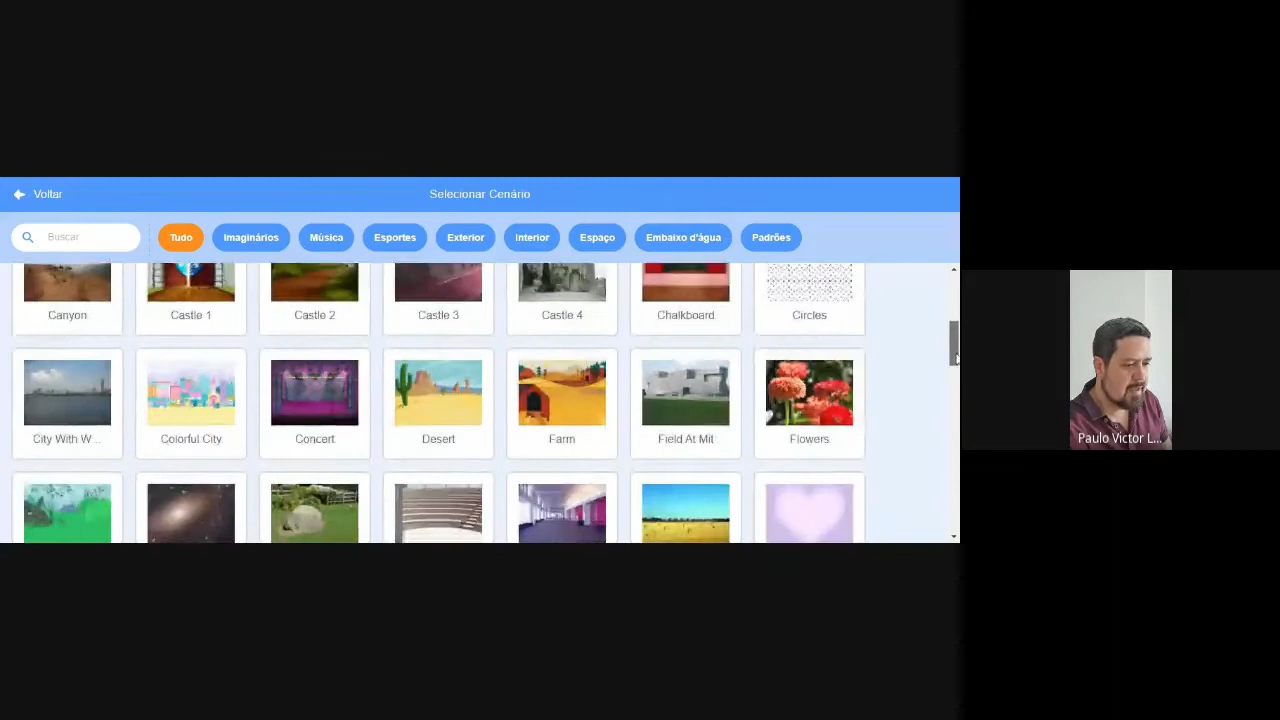 Voltar
Selecionar Cenário
Buscar
Tudo
Imaginários
Música
Esportes
Exterior
Interior
Espaço
Embaixo d'água
Padrões
Canyon
Castle 1
Castle 2
Castle 3
Castle 4
Chalkboard
Circles
City With W ...
Colorful City
Concert
Desert
Farm
Field At Mit
Flowers
Paulo Victor L...